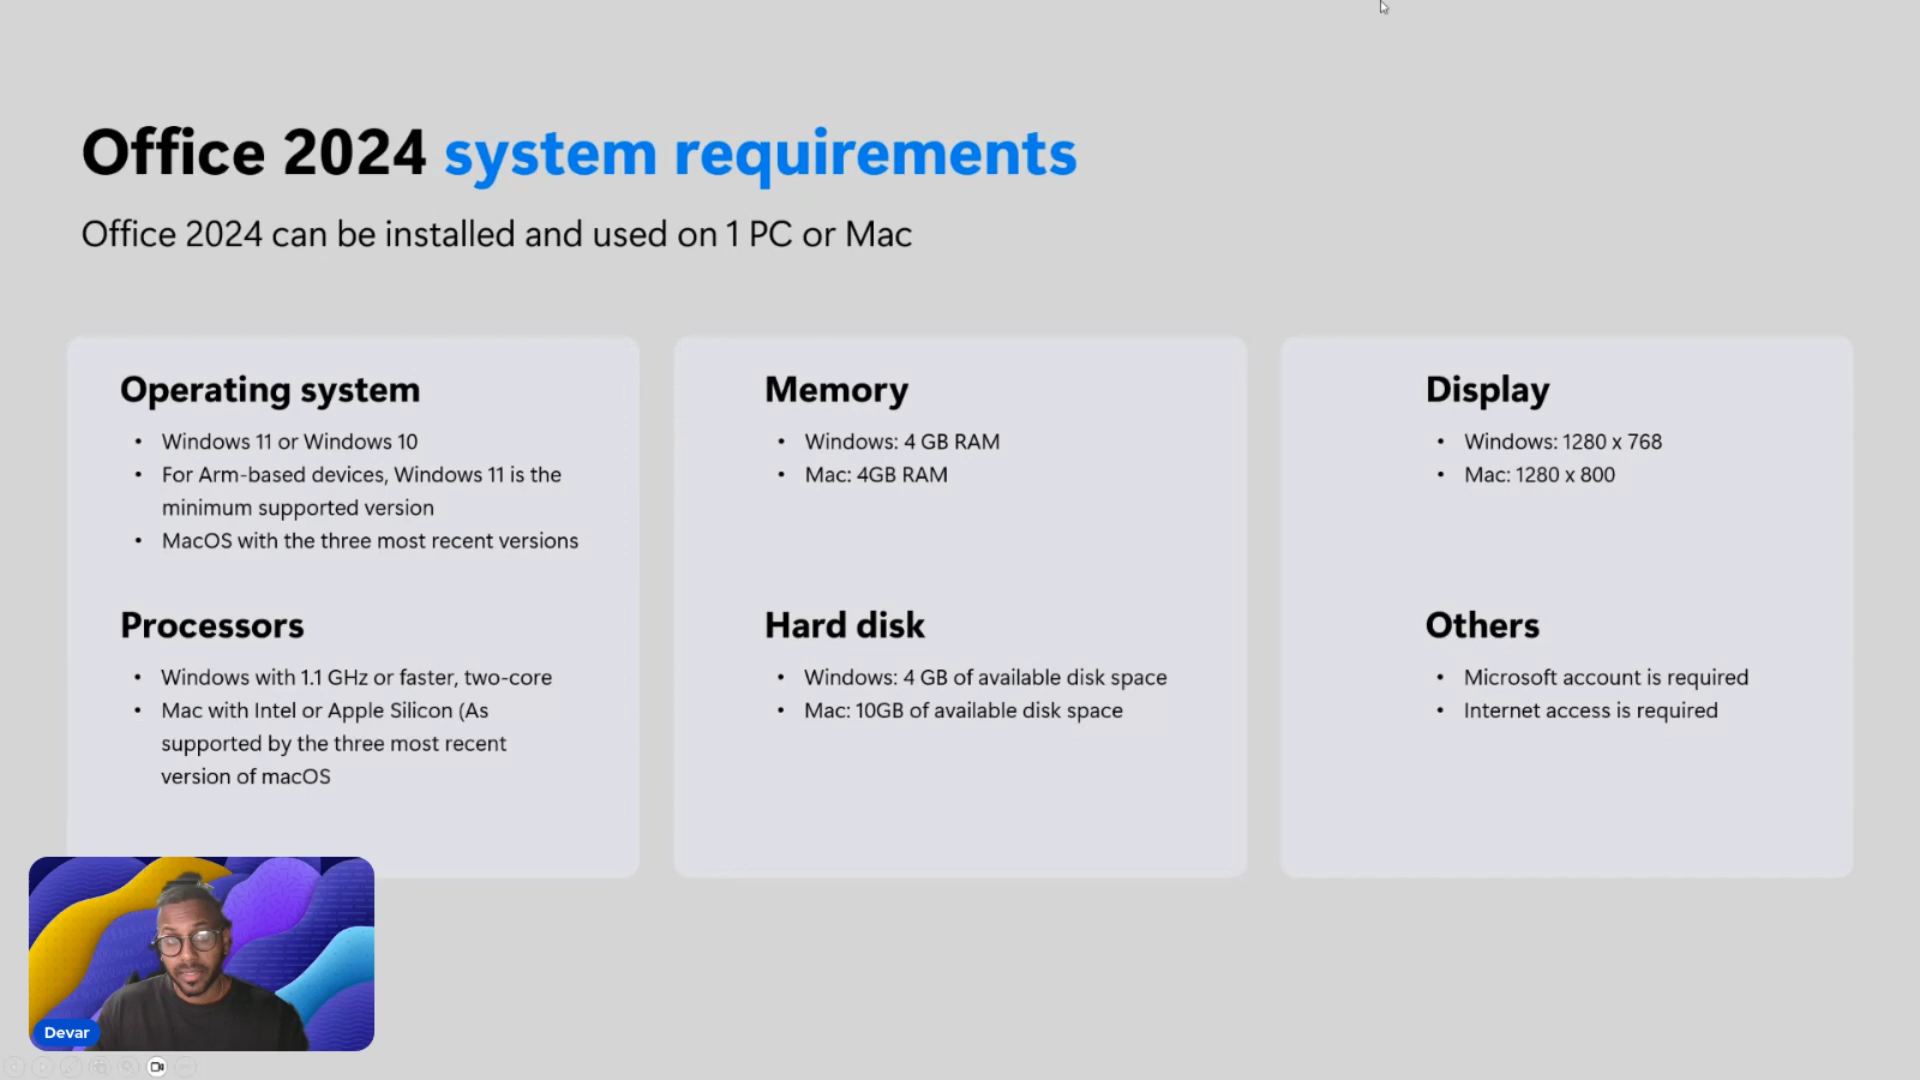 Office 2024 system requirements
Office 2024 can be installed and used on 1 PC or Mac
Operating system
• Windows 11 or Windows 10
• For Arm-based devices, Windows 11 is the
minimum supported version
• MacOS with the three most recent versions
Processors
• Windows with 1.1 GHz or faster, two-core
• Mac with Intel or Apple Silicon (As
supported by the three most recent
version of macOS
Memory
• Windows: 4 GB RAM
• Mac: 4GB RAM
Hard disk
• Windows: 4 GB of available disk space
• Mac: 10GB of available disk space
Display
• Windows: 1280 x 768
• Mac: 1280 x 800
Others
• Microsoft account is required
• Internet access is required
Devar